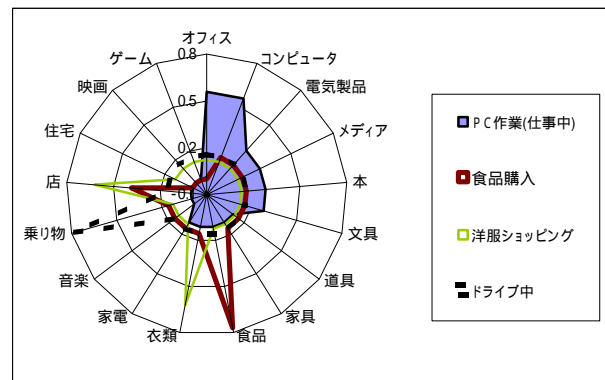 オフィス
コンピュータ
電気製品
メディア
本
文具
道具
家具
食品
衣類
家電
音楽
乗り物
店
住宅
映画
ゲーム
0.8
0.5
0.2
PC作業(仕事中)
食品購入
洋服ショッピング
ドライブ中